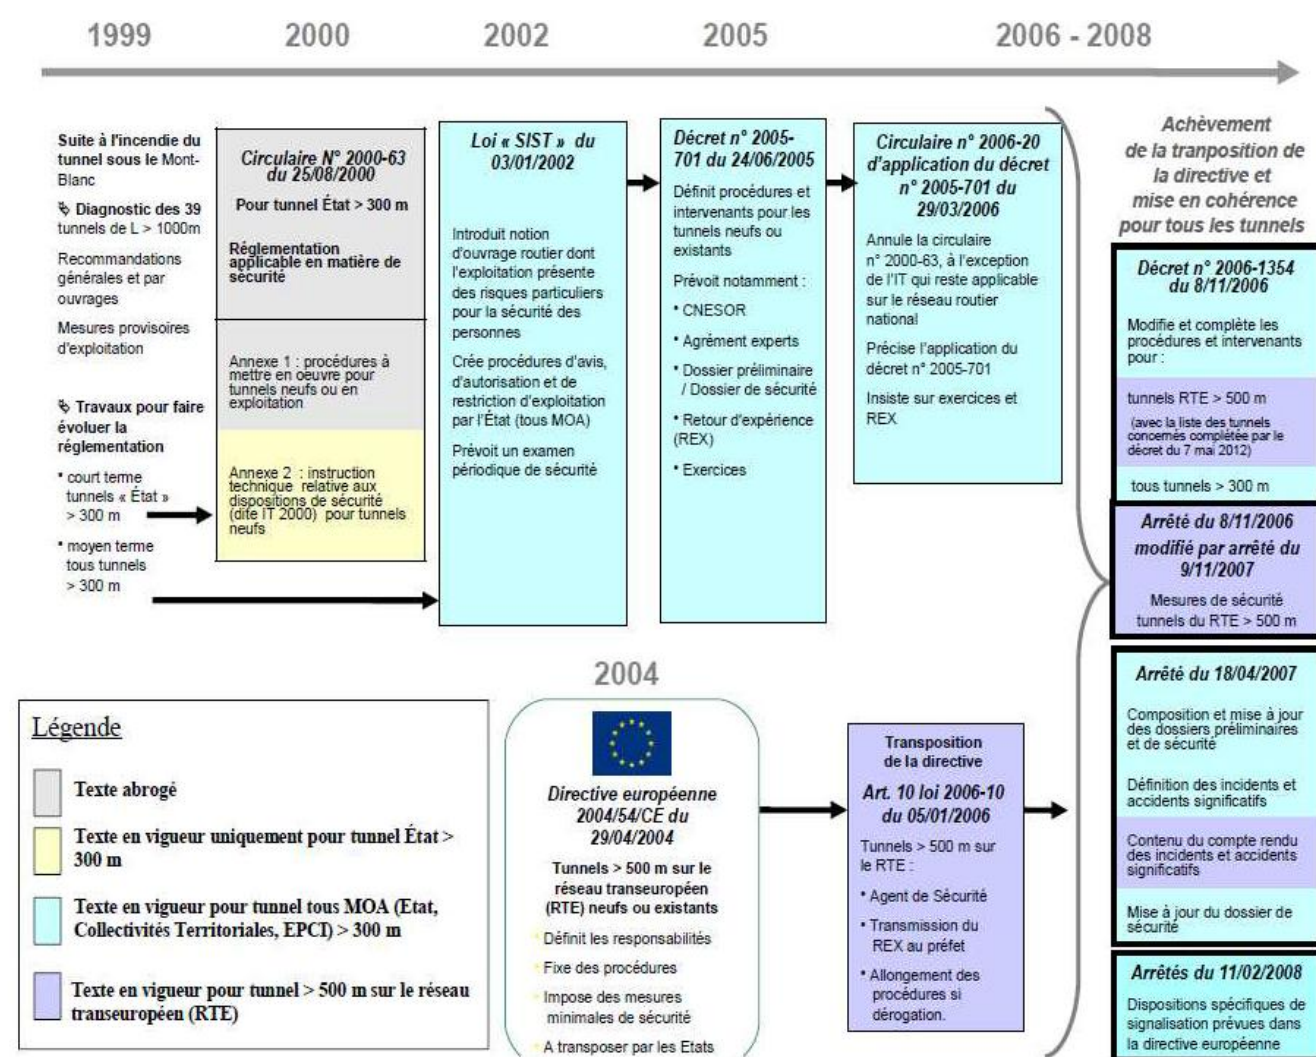 1999
2000
2002
2005
2006 - 2008
Suite à l'incendie du
tunnel sous le Mont-
Blanc
Diagnostic des 39
tunnels de L > 1000m
Recommandations
générales et par
ouvrages
Mesures provisoires
d'exploitation
Travaux pour faire
évoluer la
réglementation
* court terme
tunnels « État »
> 300 m
* moyen terme
tous tunnels
> 300 m
Circulaire N° 2000-63
du 25/08/2000
Pour tunnel État > 300 m
Réglementation
applicable en matière de
sécurité
Annexe 1 : procédures à
mettre en oeuvre pour
tunnels neufs ou en
exploitation
Annexe 2 : instruction
technique relative aux
dispositions de sécurité
(dite IT 2000) pour tunnels
neufs
Loi « SIST » du
03/01/2002
Introduit notion
d'ouvrage routier dont
l'exploitation présente
des risques particuliers
pour la sécurité des
personnes
Crée procédures d'avis,
d'autorisation et de
restriction d'exploitation
par l'État (tous MOA)
Prévoit un examen
périodique de sécurité
Décret n° 2005-
701 du 24/06/2005
Définit procédures et
intervenants pour les
tunnels neufs ou
existants
Prévoit notamment :
* CNESOR
* Agrément experts
* Dossier préliminaire
/ Dossier de sécurité
* Retour d'expérience
(REX)
* Exercices
Circulaire n° 2006-20
d'application du décret
n° 2005-701 du
29/03/2006
Annule la circulaire
n° 2000-63, à l'exception
de l'IT qui reste applicable
sur le réseau routier
national
Précise l'application du
décret n° 2005-701
Insiste sur exercices et
REX
Achèvement
de la tranposition de
la directive et
mise en cohérence
pour tous les tunnels
Décret n° 2006-1354
du 8/11/2006
Modifie et complète les
procédures et intervenants
pour :
tunnels RTE > 500 m
(avec la liste des tunnels
concernés complétée par le
décret du 7 mai 2012)
tous tunnels > 300 m
Arrêté du 8/11/2006
modifié par arrêté du
9/11/2007
Mesures de sécurité
tunnels du RTE > 500 m
Arrêté du 18/04/2007
Composition et mise à jour
des dossiers préliminaires
et de sécurité
Définition des incidents et
accidents significatifs
Contenu du compte rendu
des incidents et accidents
significatifs
Mise à jour du dossier de
sécurité
Arrêtés du 11/02/2008
Dispositions spécifiques de
signalisation prévues dans
la directive européenne
2004
Directive européenne
2004/54/CE du
29/04/2004
Tunnels > 500 m sur le
réseau transeuropéen
(RTE) neufs ou existants
* Définit les responsabilités
* Fixe des procédures
* Impose des mesures
minimales de sécurité
* A transposer par les Etats
Transposition
de la directive
Art. 10 loi 2006-10
du 05/01/2006
Tunnels > 500 m sur
le RTE :
* Agent de Sécurité
* Transmission du
REX au préfet
* Allongement des
procédures si
dérogation.
Légende
Texte abrogé
Texte en vigueur uniquement pour tunnel État >
300 m
Texte en vigueur pour tunnel tous MOA (Etat,
Collectivités Territoriales, EPCI) > 300 m
Texte en vigueur pour tunnel > 500 m sur le réseau
transeuropéen (RTE)